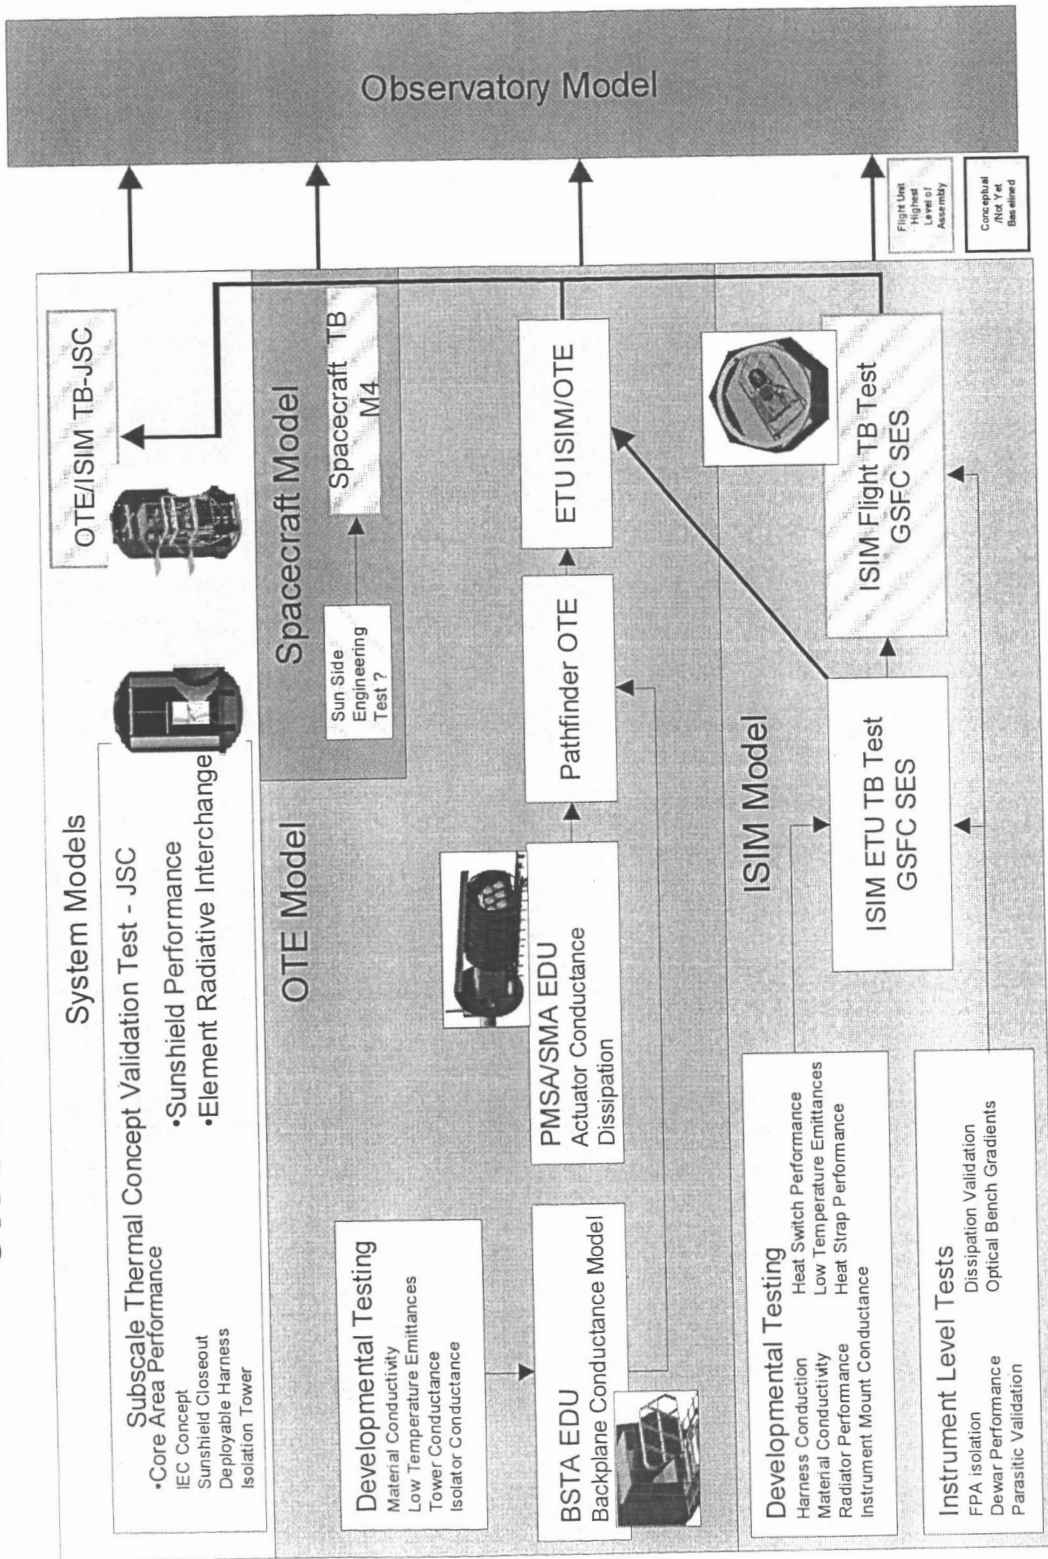 System Models
Subscale Thermal Concept Validation Test - JSC
•Core Area Performance
IEC Concept
Sunshield Closeout
Deployable Harness
Isolation Tower
•Sunshield Performance
•Element Radiative Interchange
OTE/ISIM TB-JSC
Observatory Model
Spacecraft Model
Sun Side
Engineering
Test ?
Spacecraft TB
M4
OTE Model
Developmental Testing
Material Conductivity
Low Temperature Emittances
Tower Conductance
Isolator Conductance
BSTA EDU
Backplane Conductance Model
PMSA/SMA EDU
Actuator Conductance
Dissipation
Pathfinder OTE
ETU ISIM/OTE
ISIM Model
Developmental Testing
Harness Conduction
Material Conductivity
Radiator Performance
Instrument Mount Conductance
Heat Switch Performance
Low Temperature Emittances
Heat Strap Performance
Instrument Level Tests
FPA isolation
Dewar Performance
Parasitic Validation
Dissipation Validation
Optical Bench Gradients
ISIM ETU TB Test
GSFC SES
ISIM Flight TB Test
GSFC SES
Flight Unit
Highest
Level of
Assembly
Conceptual
/Not Yet
Baselined